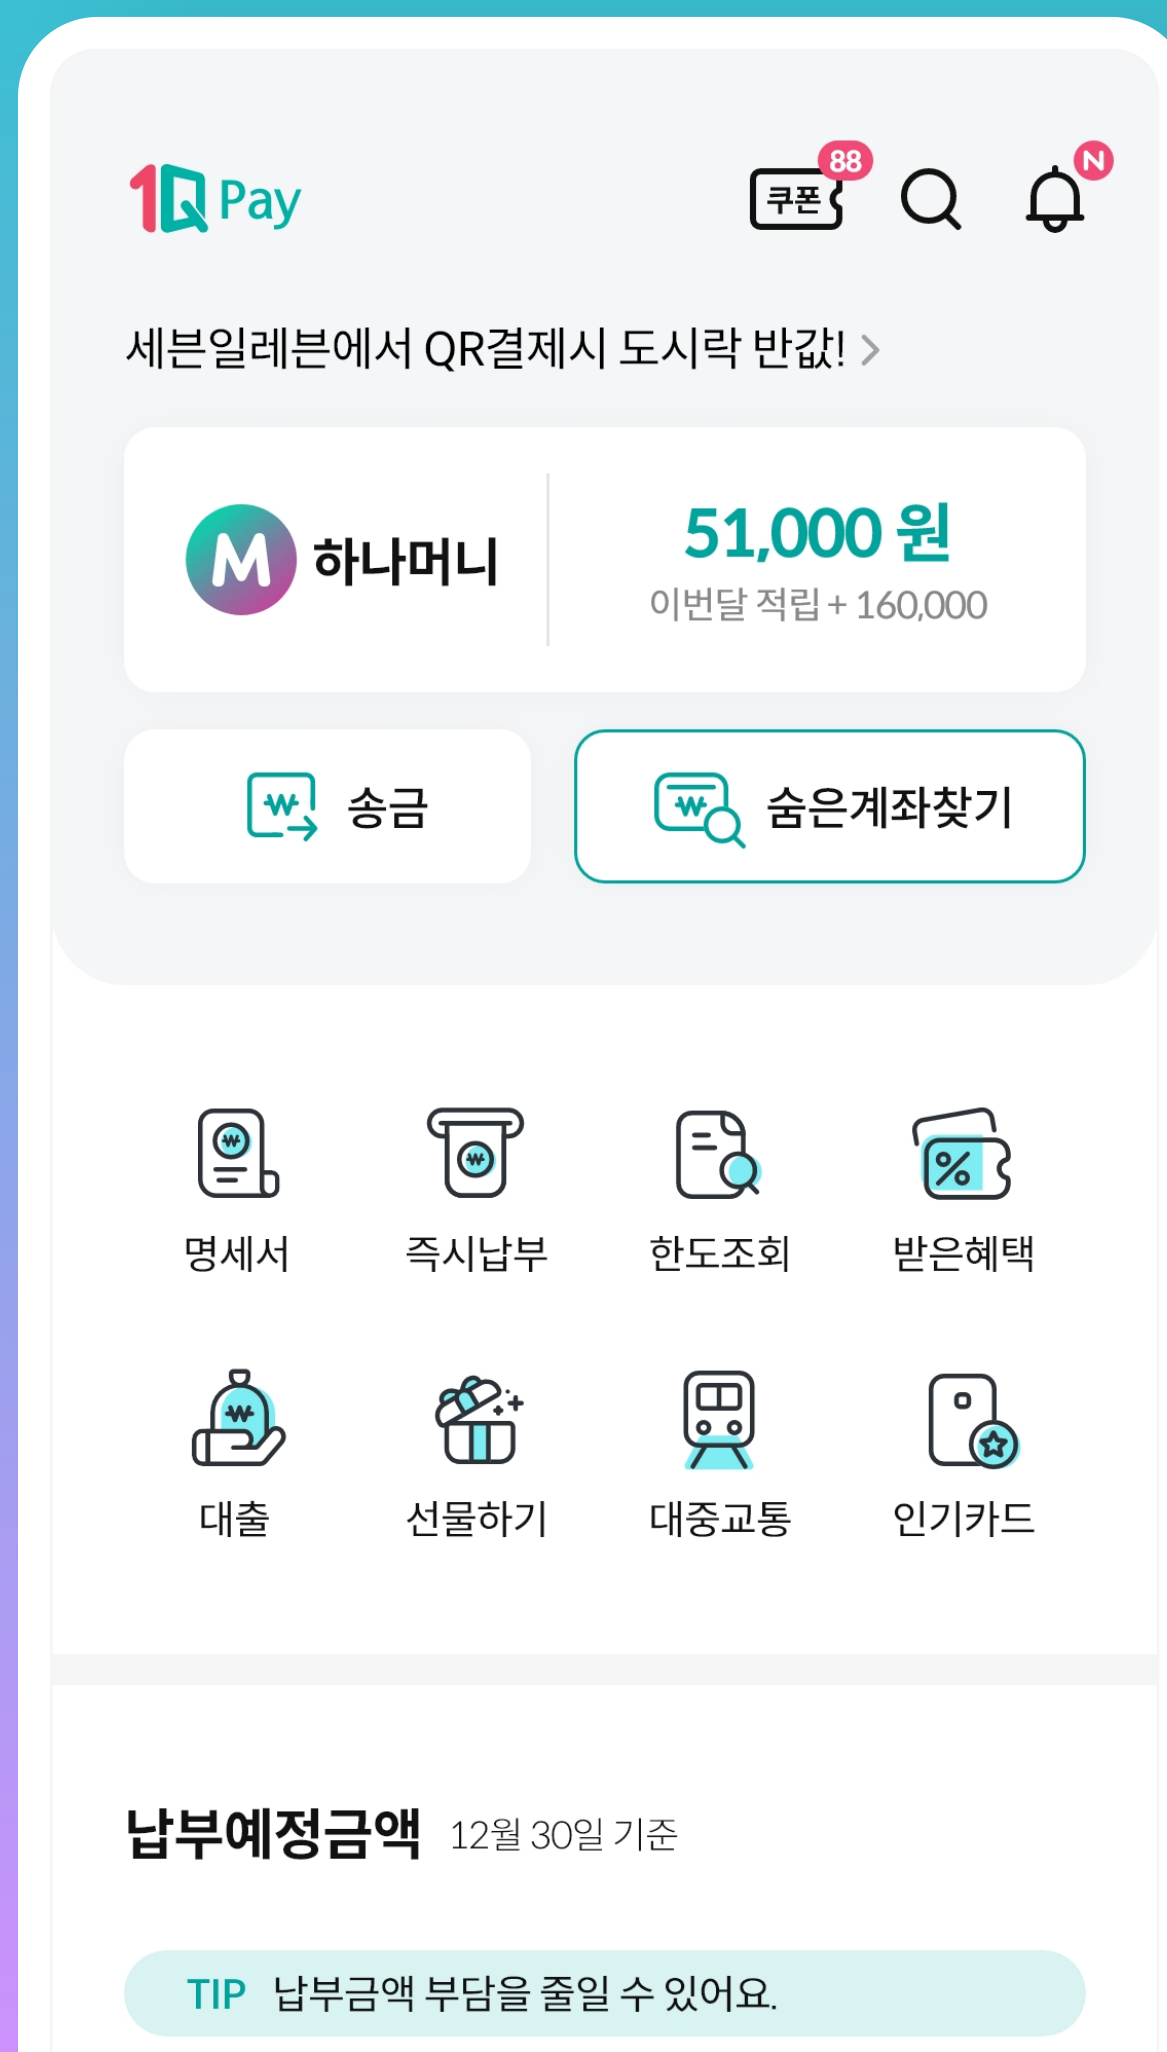 1Q Pay
쿠폰
88
N
세븐일레븐에서 QR결제시 도시락 반값!
M 하나머니
51,000 원
이번달 적립 + 160,000
송금
숨은계좌찾기
명세서 즉시납부 한도조회 받은혜택
대출 선물하기 대중교통 인기카드
납부예정금액 12월 30일 기준
TIP 납부금액 부담을 줄일 수 있어요.